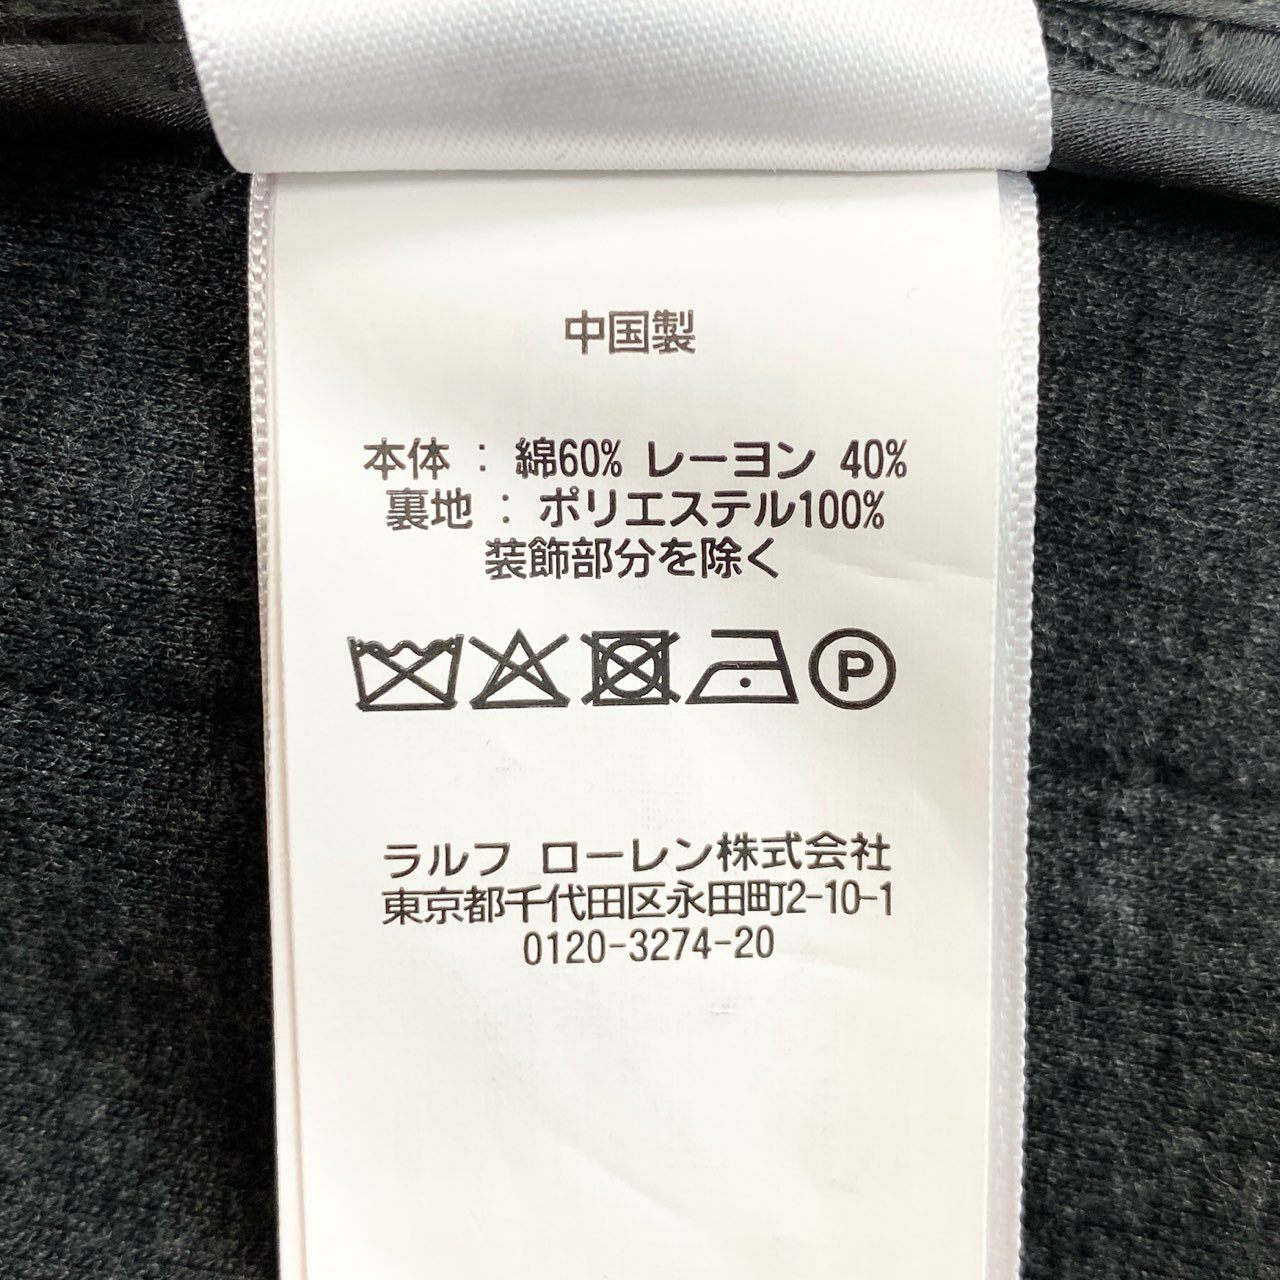 中国製
本体 : 綿60% レーヨン 40%
裏地 : ポリエステル100%
装飾部分を除く
P
ラルフ ローレン株式会社
東京都千代田区永田町2-10-1
0120-3274-20